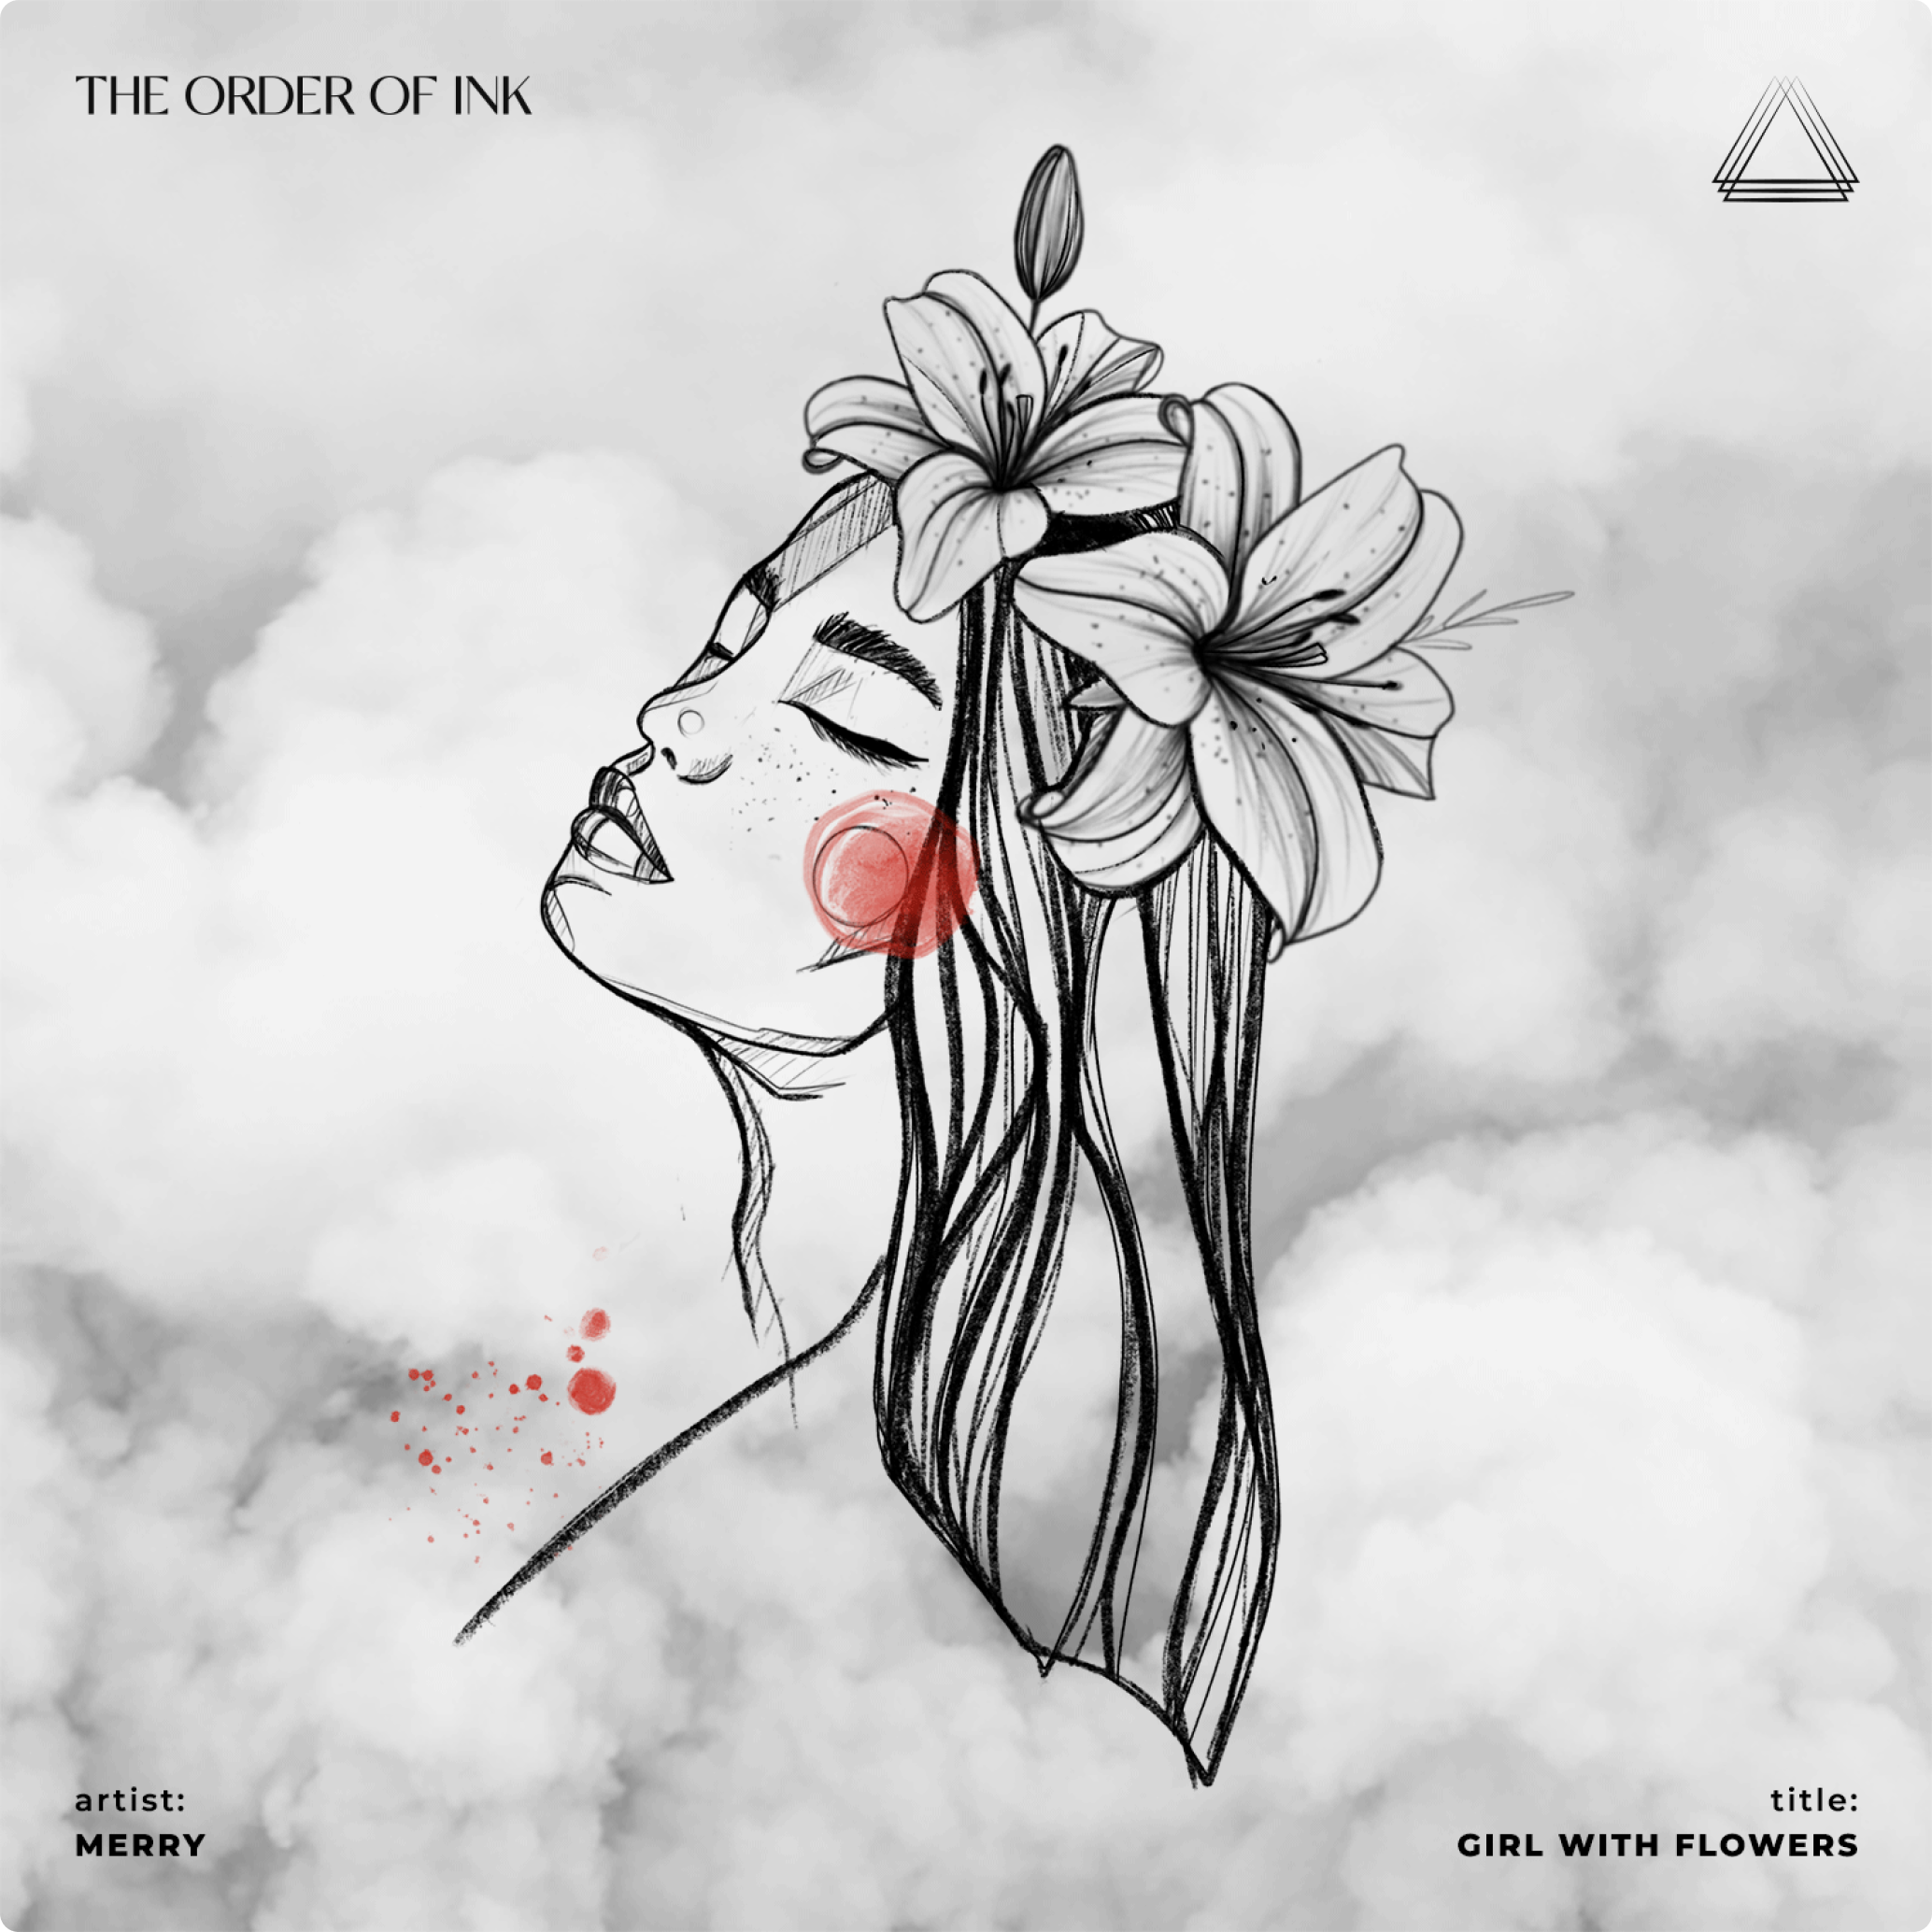 THE ORDER OF INK
artist:
MERRY
title:
GIRL WITH FLOWERS